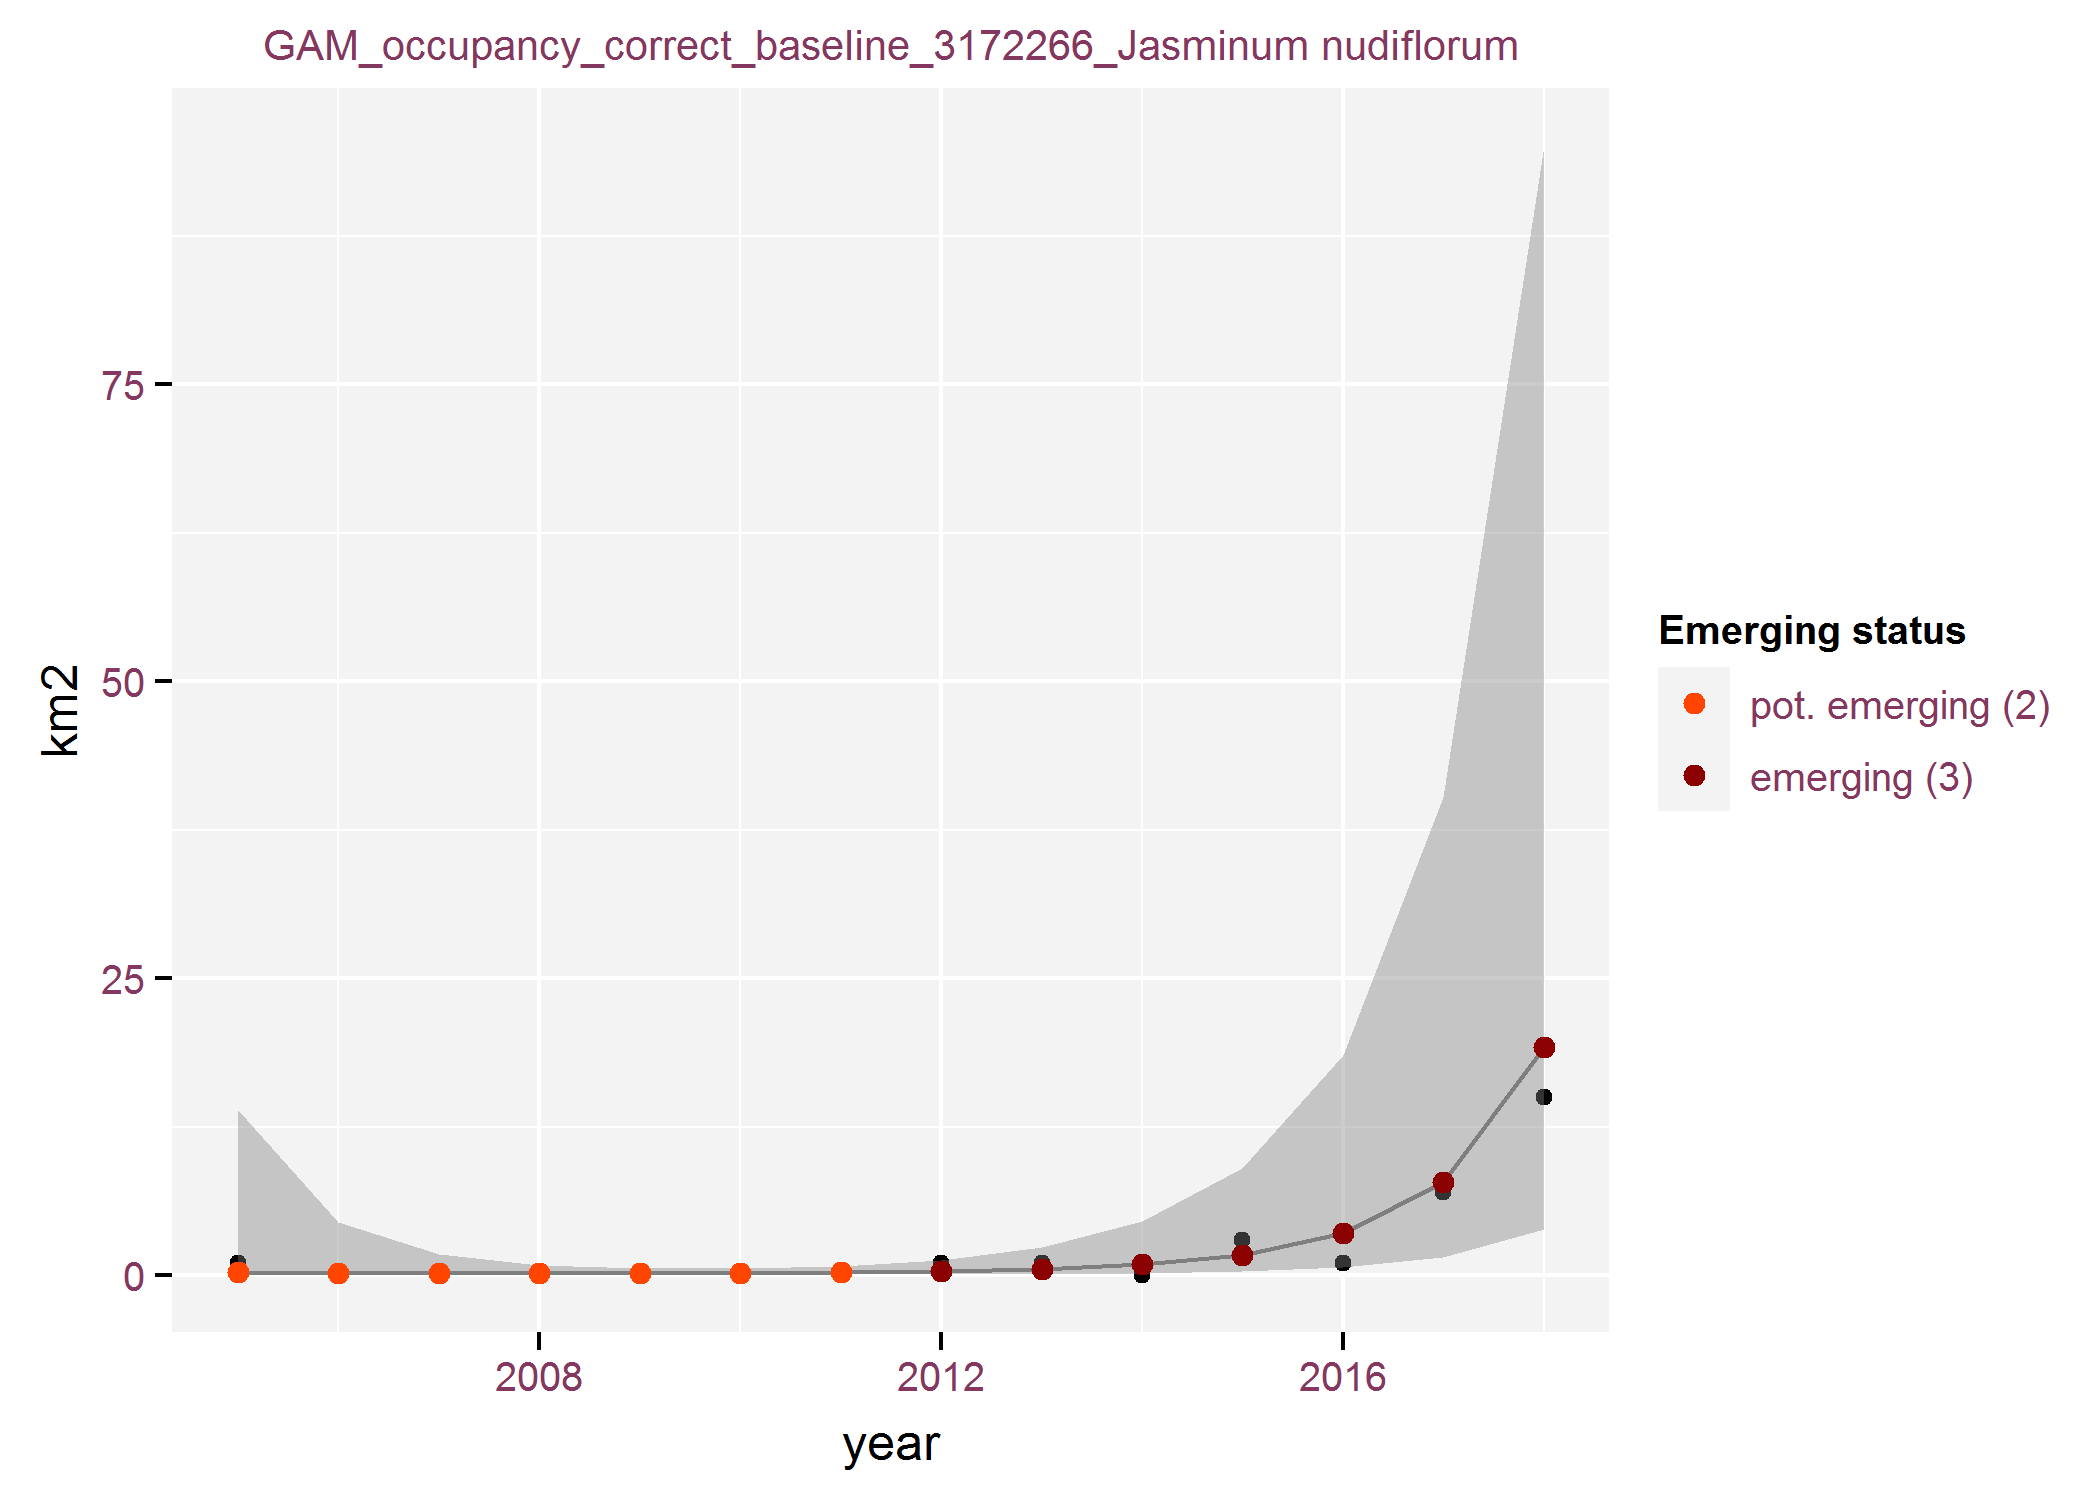 GAM_occupancy_correct_baseline_3172266_Jasminum nudiflorum
75
50
25
0
km2
2008
2012
2016
year
Emerging status
pot. emerging (2)
emerging (3)